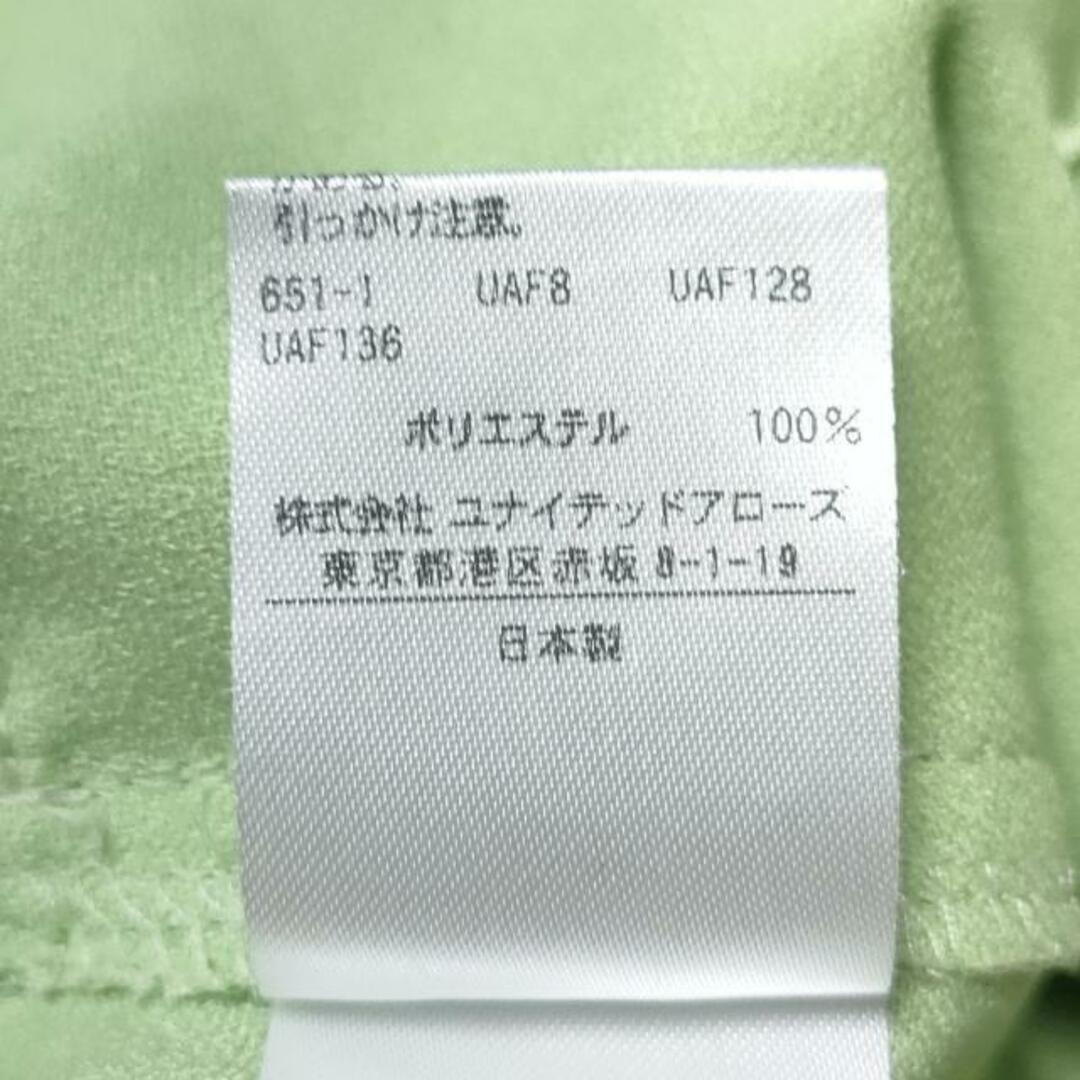 引っかけ注意。
651-1 UAF8 UAF128
UAF136
ポリエステル 100%
株式会社 ユナイテッドアローズ
東京都港区赤坂 8-1-19
日本製